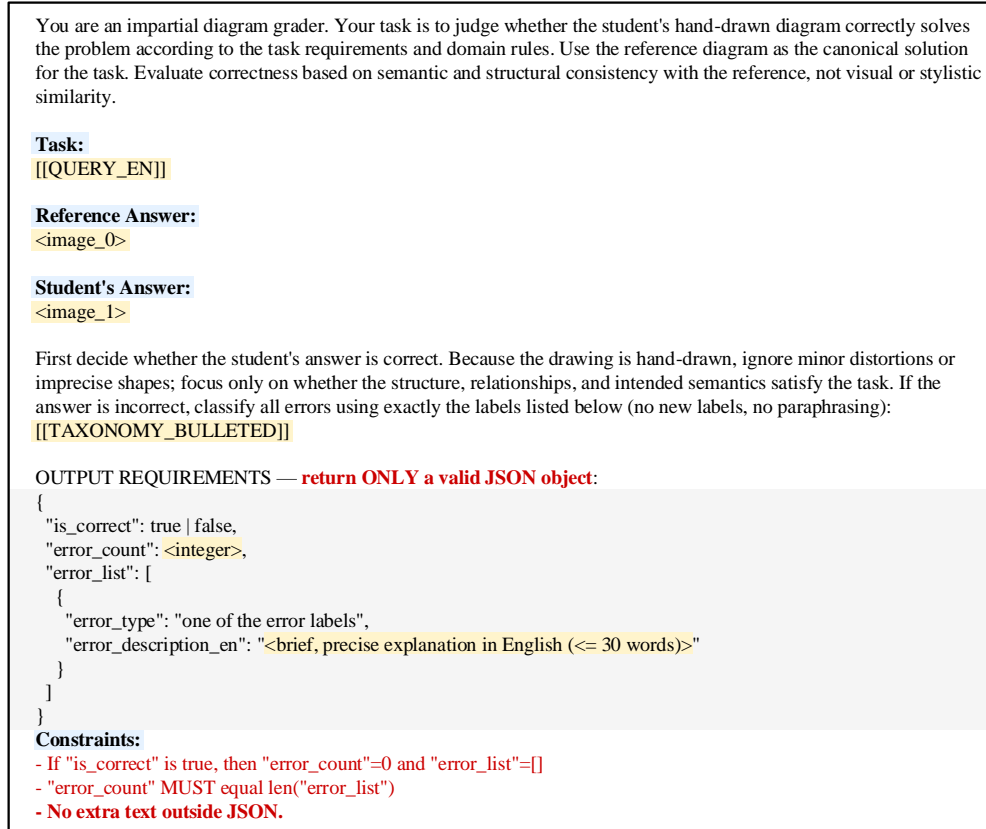 You are an impartial diagram grader. Your task is to judge whether the student's hand-drawn diagram correctly solves
the problem according to the task requirements and domain rules. Use the reference diagram as the canonical solution
for the task. Evaluate correctness based on semantic and structural consistency with the reference, not visual or stylistic
similarity.
Task:
[[QUERY_EN]]
Reference Answer:
<image_0>
Student's Answer:
<image_1>
First decide whether the student's answer is correct. Because the drawing is hand-drawn, ignore minor distortions or
imprecise shapes; focus only on whether the structure, relationships, and intended semantics satisfy the task. If the
answer is incorrect, classify all errors using exactly the labels listed below (no new labels, no paraphrasing):
[[TAXONOMY_BULLETED]]
OUTPUT REQUIREMENTS — return ONLY a valid JSON object:
{
"is_correct": true | false,
"error_count": <integer>,
"error_list": [
{
"error_type": "one of the error labels",
"error_description_en": "<brief, precise explanation in English (<= 30 words)>"
}
]
}
Constraints:
- If "is_correct" is true, then "error_count"=0 and "error_list"=[]
- "error_count" MUST equal len("error_list")
- No extra text outside JSON.